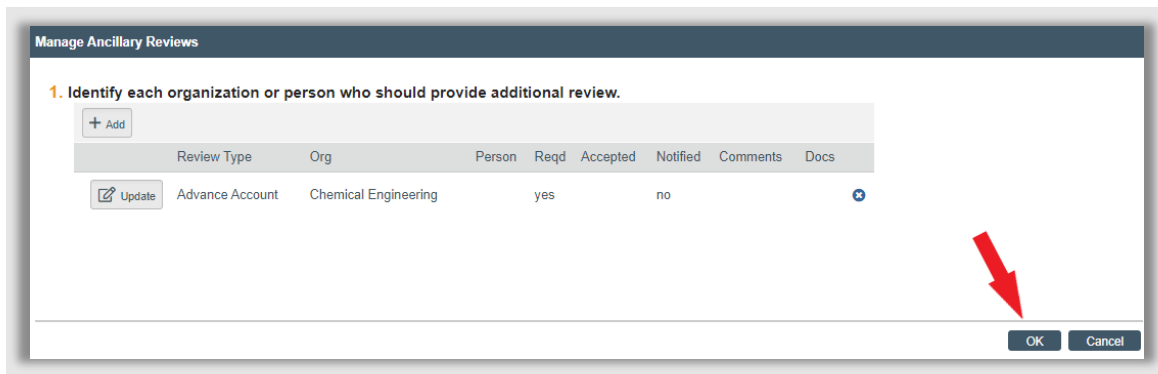 Manage Ancillary Reviews
1. Identify each organization or person who should provide additional review.
+ Add
Review Type Org Person Reqd Accepted Notified Comments Docs
Update Advance Account Chemical Engineering yes no
OK Cancel